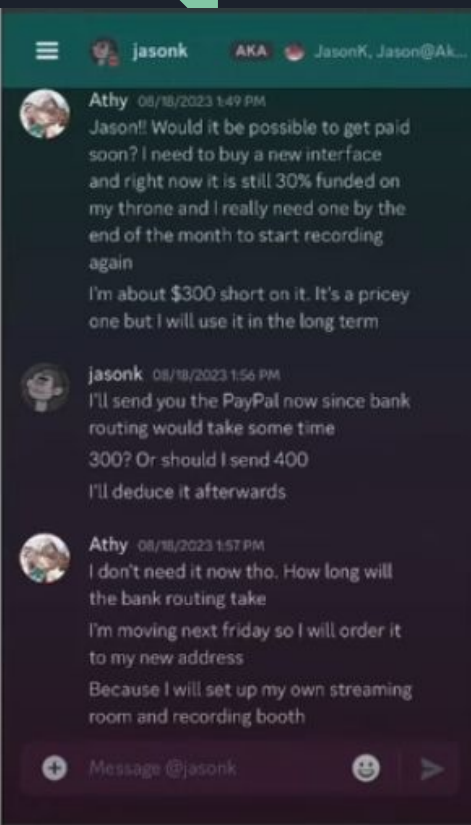 jasonk AKA JasonK, Jason@Ak...
Athy 08/18/2023 1:49 PM
Jason!! Would it be possible to get paid
soon? I need to buy a new interface
and right now it is still 30% funded on
my throne and I really need one by the
end of the month to start recording
again
I'm about $300 short on it. It's a pricey
one but I will use it in the long term
jasonk 08/18/2023 1:56 PM
I'll send you the PayPal now since bank
routing would take some time
300? Or should I send 400
I'll deduce it afterwards
Athy 08/18/2023 1:57 PM
I don't need it now tho. How long will
the bank routing take
I'm moving next friday so I will order it
to my new address
Because I will set up my own streaming
room and recording booth
Message @jasonk